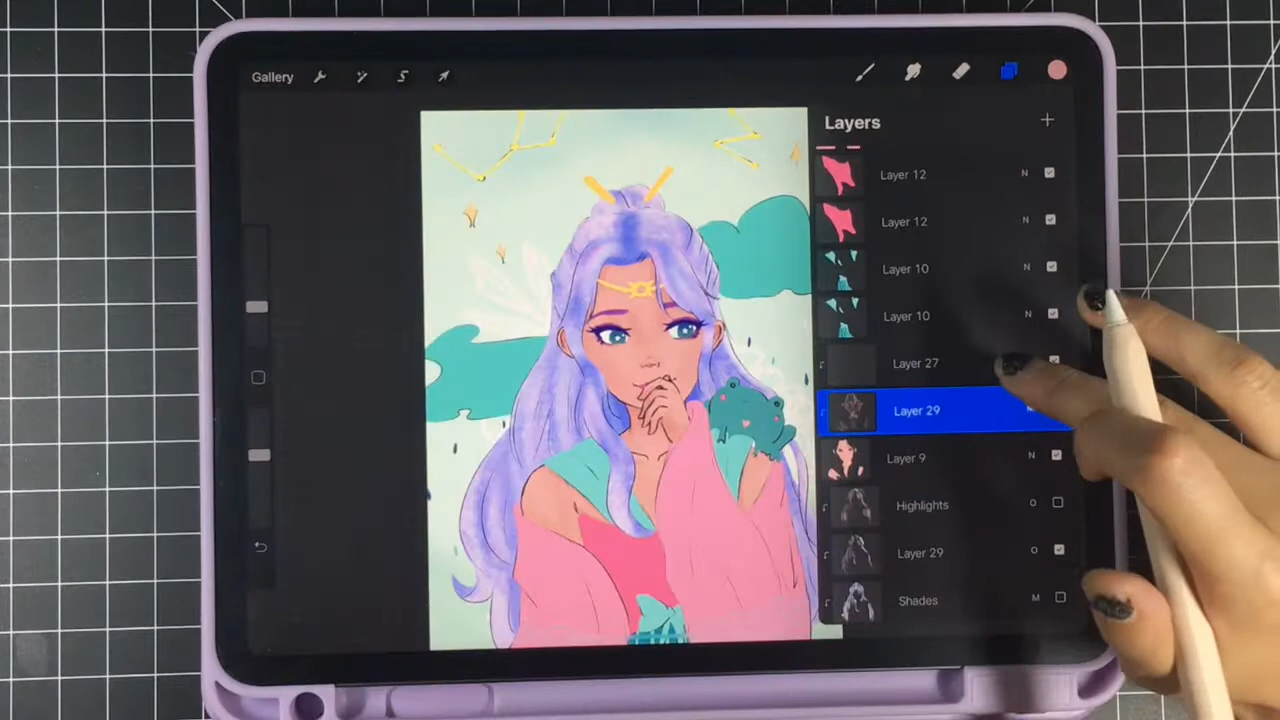 Gallery
Layers
Layer 12 N
Layer 12 N
Layer 10 N
Layer 10 N
Layer 27
Layer 29
Layer 9 N
Highlights O
Layer 29 O
Shades M